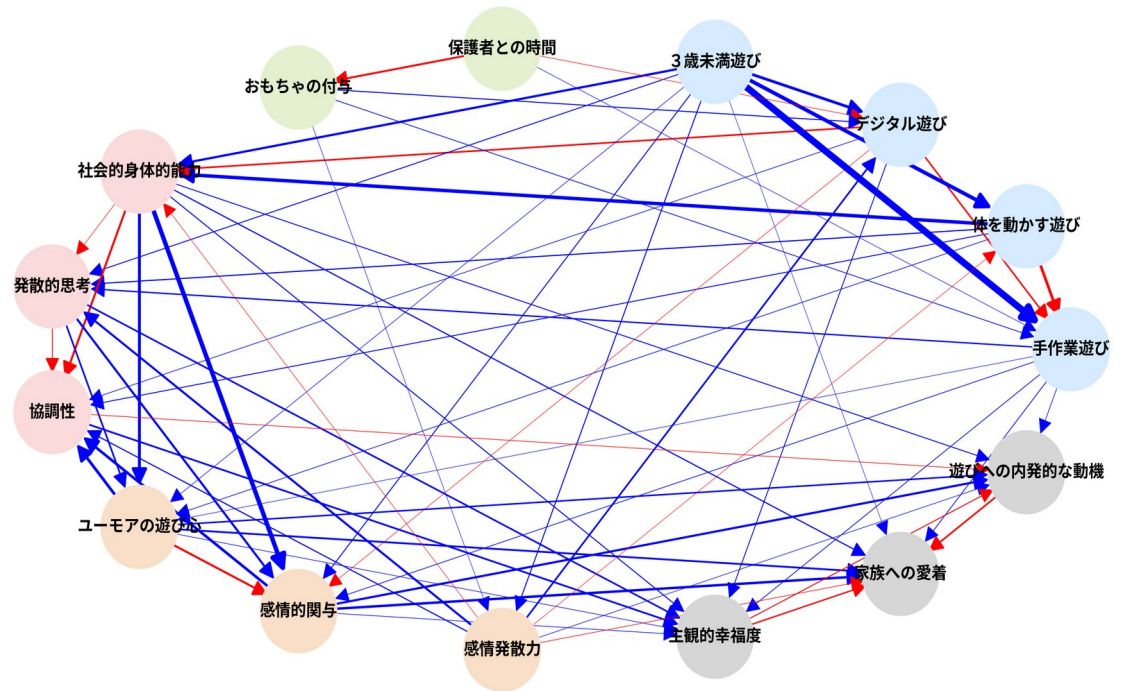 保護者との時間
３歳未満遊び
おもちゃの付与
デジタル遊び
社会的身体的能力
体を動かす遊び
発散的思考
手作業遊び
協調性
遊びへの内発的な動機
ユーモアの遊び心
家族への愛着
感情的関与
主観的幸福度
感情発散力